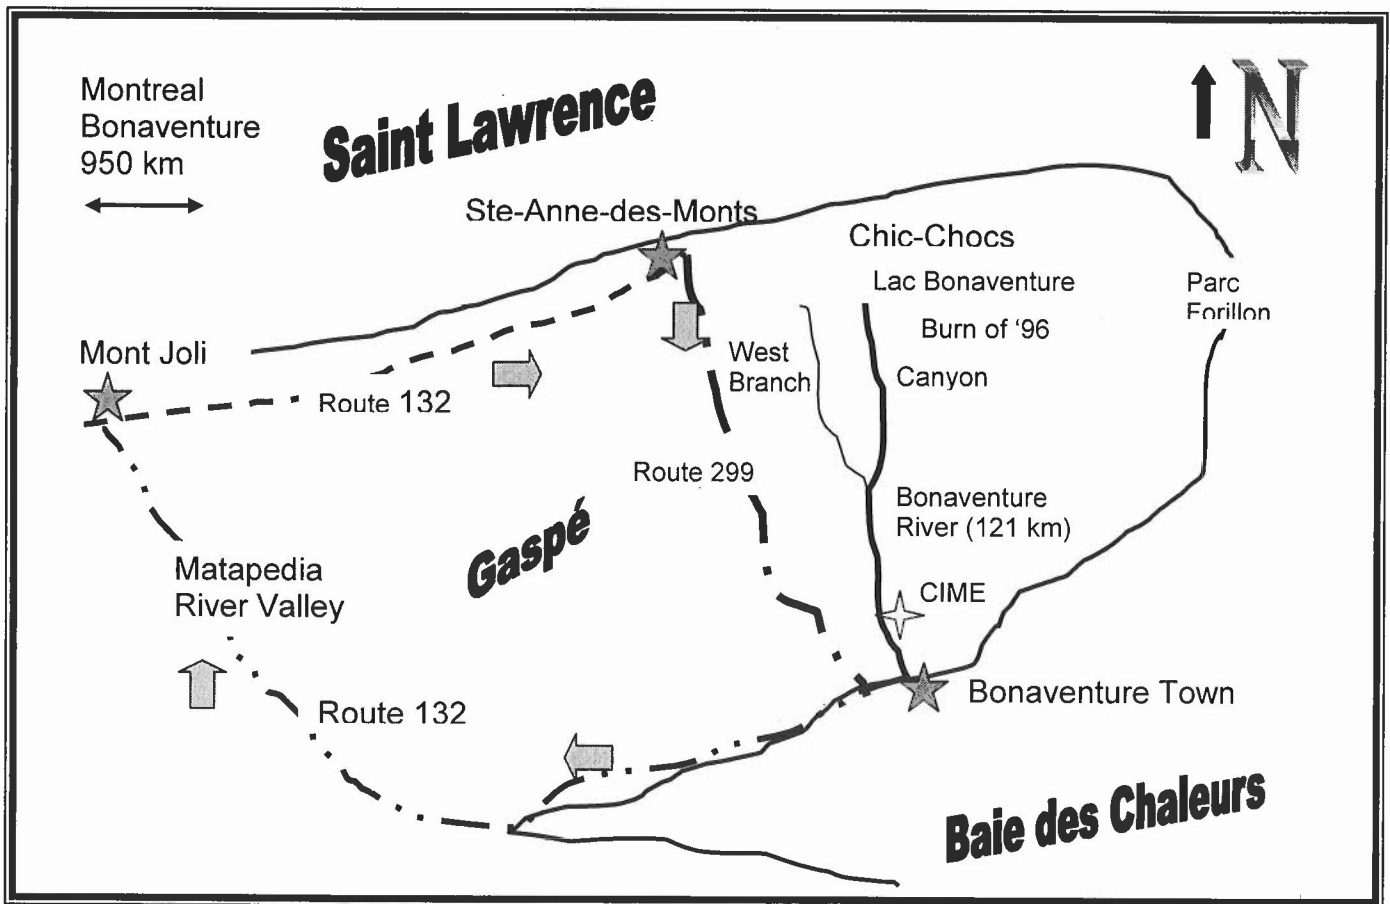 Montreal
Bonaventure
950 km
Saint Lawrence
N
Ste-Anne-des-Monts
Chic-Chocs
Lac Bonaventure
Parc
Forillon
Burn of ‘96
Mont Joli
West
Branch
Canyon
Route 132
Route 299
Bonaventure
River (121 km)
Gaspé
Matapedia
River Valley
CIME
Route 132
Bonaventure Town
Baie des Chaleurs